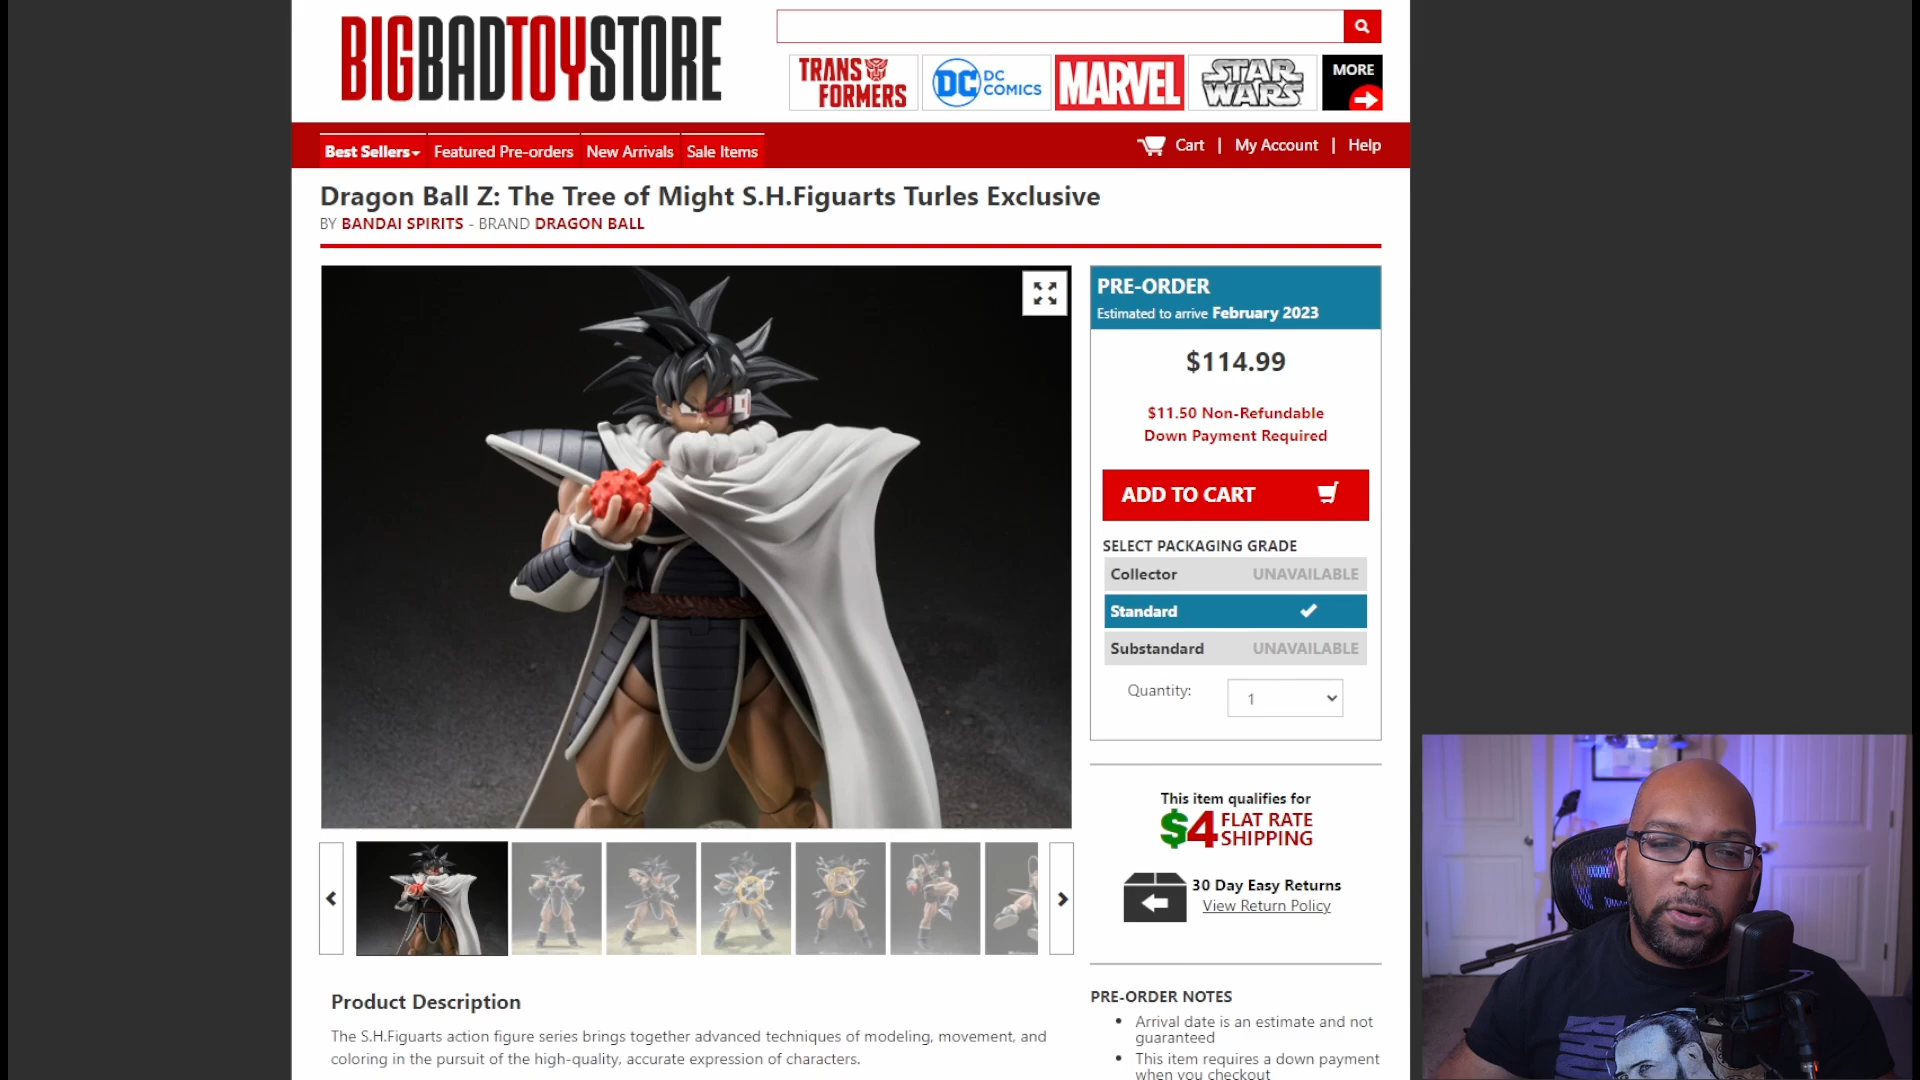 BIGBADTOYSTORE
TRANSFORMERS
DC DC COMICS
MARVEL
STAR WARS
MORE
Best Sellers
Featured Pre-orders
New Arrivals
Sale Items
Cart | My Account | Help
Dragon Ball Z: The Tree of Might S.H.Figuarts Turles Exclusive
BY BANDAI SPIRITS - BRAND DRAGON BALL
PRE-ORDER
Estimated to arrive February 2023
$114.99
$11.50 Non-Refundable
Down Payment Required
ADD TO CART
SELECT PACKAGING GRADE
Collector UNAVAILABLE
Standard
Substandard UNAVAILABLE
Quantity: 1
This item qualifies for
$4 FLAT RATE SHIPPING
30 Day Easy Returns
View Return Policy
Product Description
The S.H.Figuarts action figure series brings together advanced techniques of modeling, movement, and
coloring in the pursuit of the high-quality, accurate expression of characters.
PRE-ORDER NOTES
Arrival date is an estimate and not
guaranteed
This item requires a down payment
when you checkout